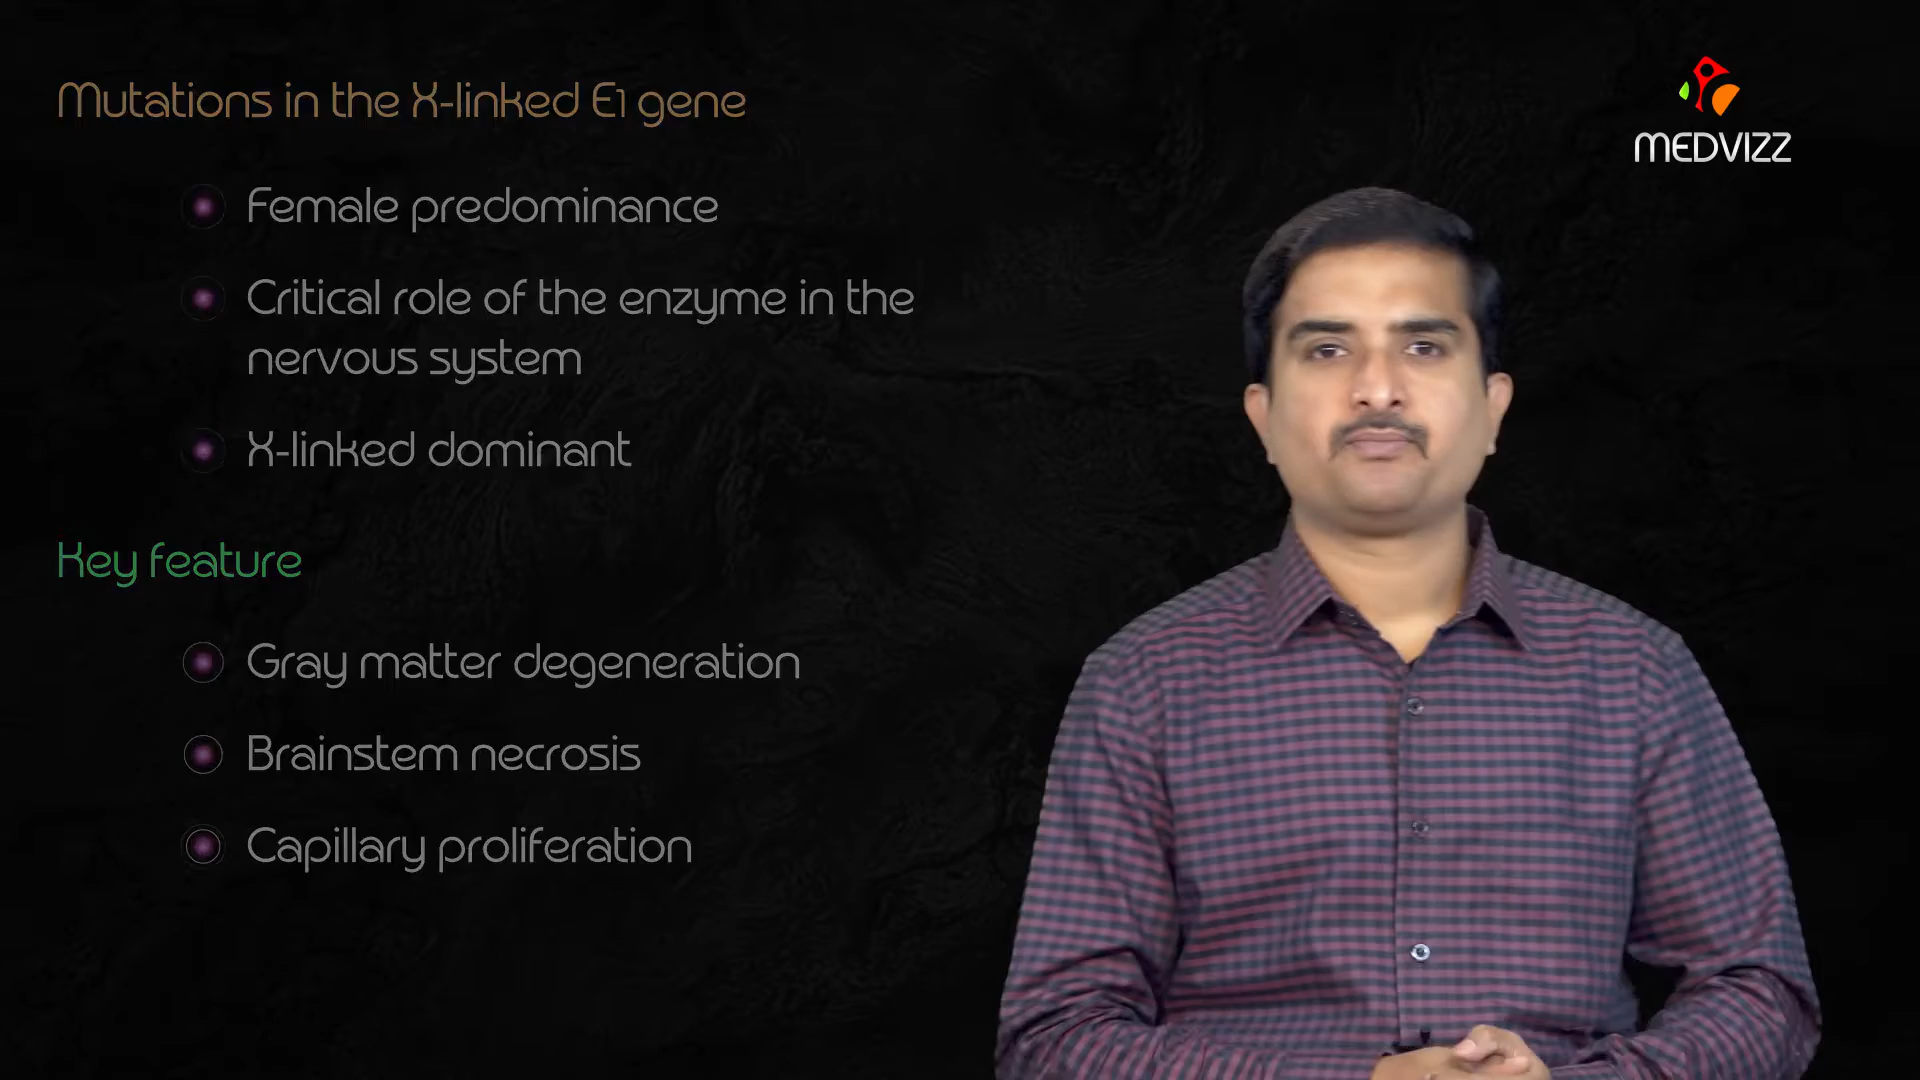 Mutations in the X-linked E1 gene
Female predominance
Critical role of the enzyme in the
nervous system
X-linked dominant
Key feature
Gray matter degeneration
Brainstem necrosis
Capillary proliferation
MEDVIZZ